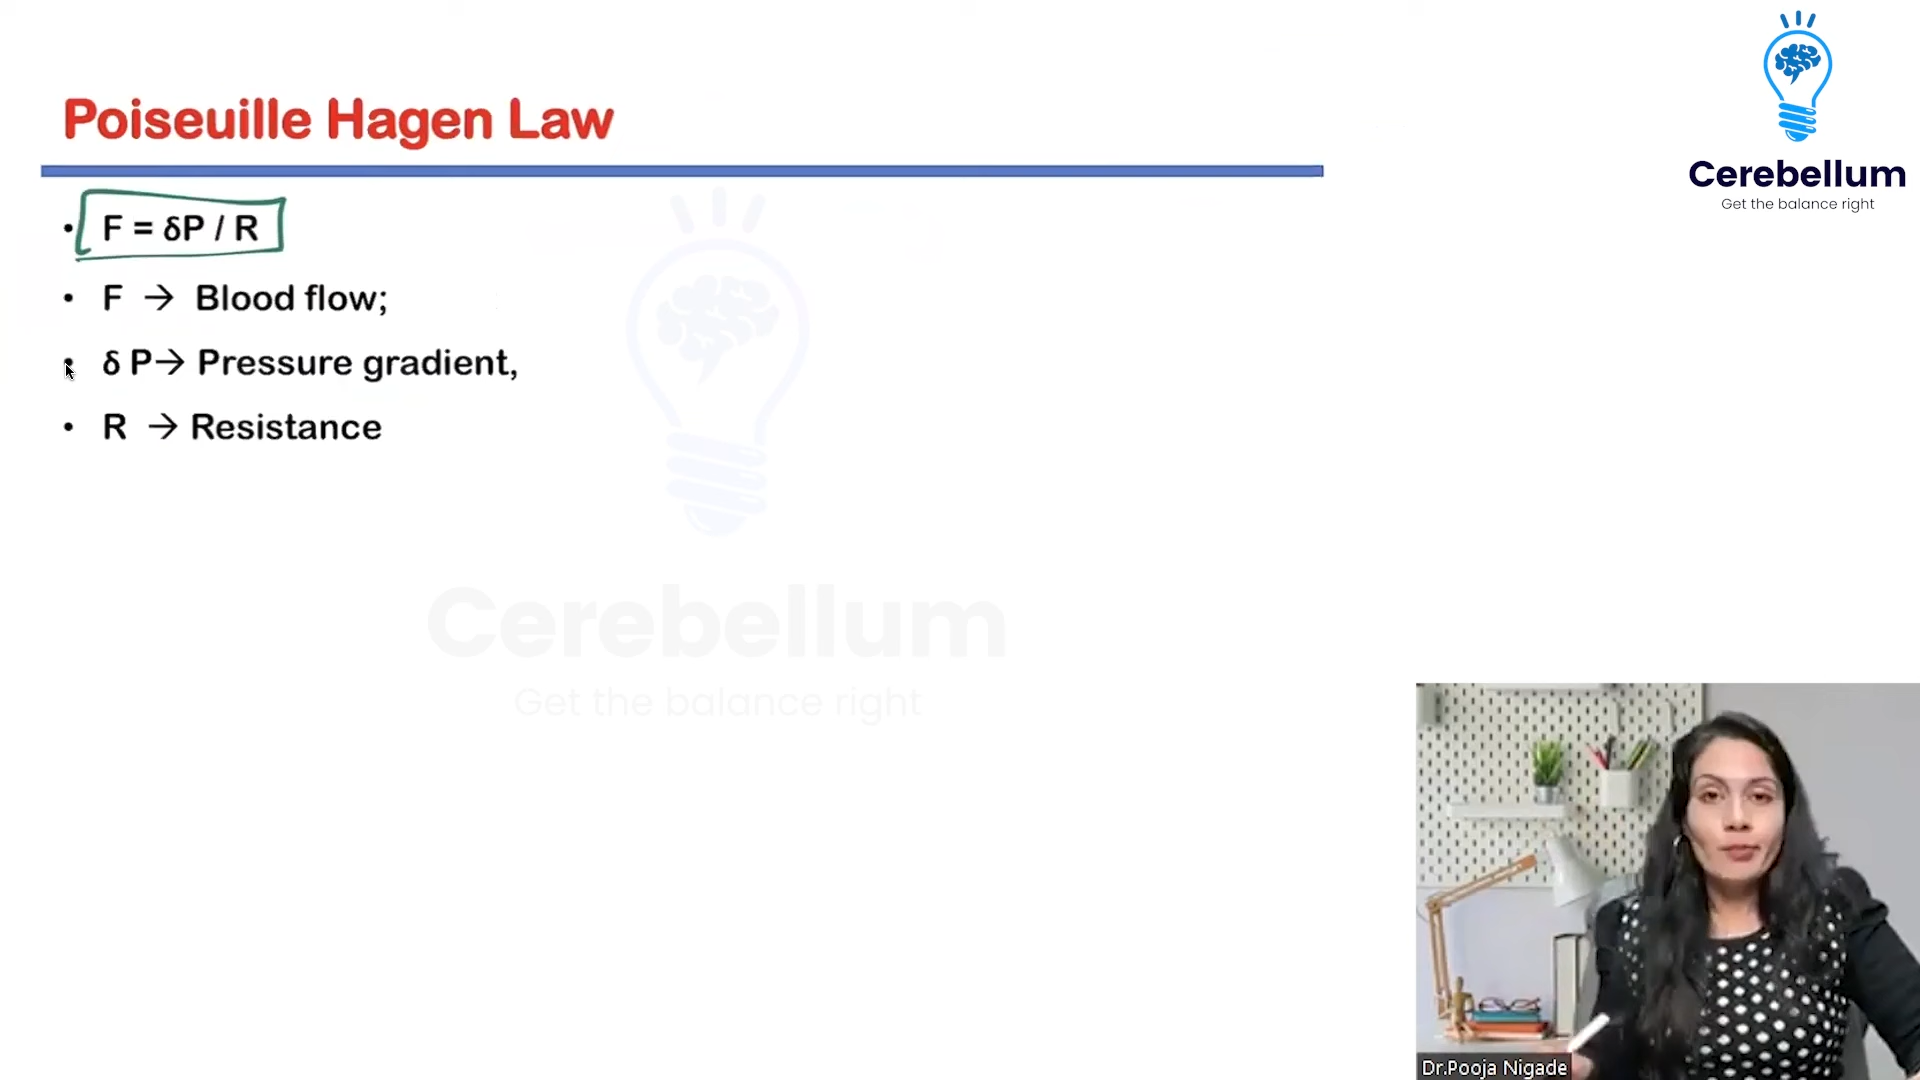 Poiseuille Hagen Law
• F = δP / R
• F → Blood flow;
• δ P→ Pressure gradient,
• R → Resistance
Cerebellum
Get the balance right
Cerebellum
Get the balance right
Dr.Pooja Nigade